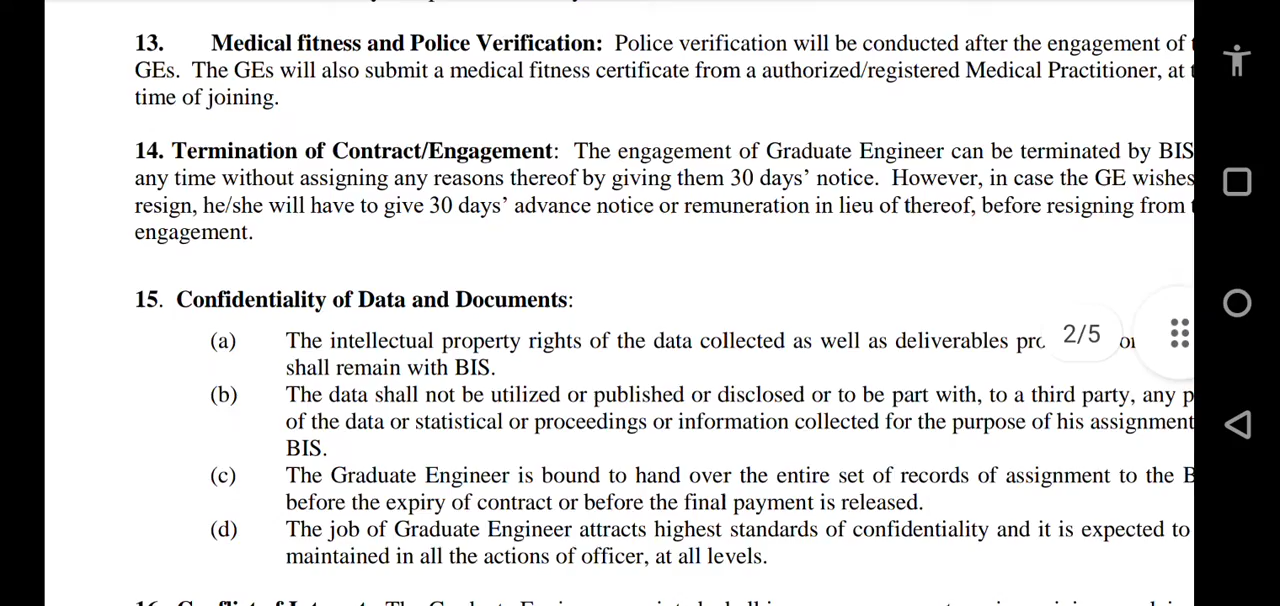 13. Medical fitness and Police Verification: Police verification will be conducted after the engagement of
GEs. The GEs will also submit a medical fitness certificate from a authorized/registered Medical Practitioner, at
time of joining.
14. Termination of Contract/Engagement: The engagement of Graduate Engineer can be terminated by BIS
any time without assigning any reasons thereof by giving them 30 days’ notice. However, in case the GE wishes
resign, he/she will have to give 30 days’ advance notice or remuneration in lieu of thereof, before resigning from
engagement.
15. Confidentiality of Data and Documents:
(a) The intellectual property rights of the data collected as well as deliverables
2/5
shall remain with BIS.
(b) The data shall not be utilized or published or disclosed or to be part with, to a third party, any
of the data or statistical or proceedings or information collected for the purpose of his assignment
BIS.
(c) The Graduate Engineer is bound to hand over the entire set of records of assignment to the
before the expiry of contract or before the final payment is released.
(d) The job of Graduate Engineer attracts highest standards of confidentiality and it is expected to
maintained in all the actions of officer, at all levels.